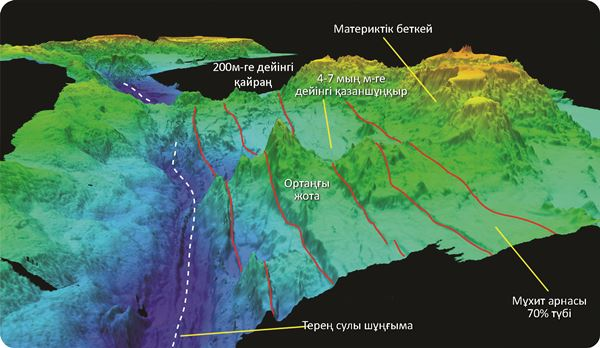 Материктік беткей
200м-ге дейінгі
қайраң
4-7 мың м-ге
дейінгі қазаншұңқыр
Ортаңғы
жота
Мұхит арнасы
70% түбі
Терең сулы шұңғыма